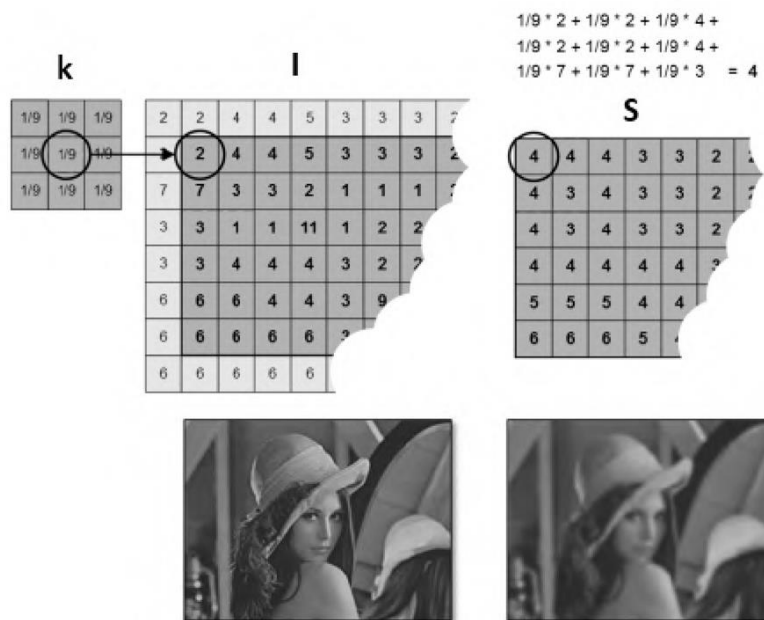 1/9 * 2 + 1/9 * 2 + 1/9 * 4 +
1/9 * 2 + 1/9 * 2 + 1/9 * 4 +
1/9 * 7 + 1/9 * 7 + 1/9 * 3 = 4
k I S
1/9 1/9 1/9
1/9 1/9 1/9
1/9 1/9 1/9
2 2 4 4 5 3 3 3 2
2 4 4 5 3 3 3 2
7 7 3 3 2 1 1 1
3 3 1 1 11 1 2 2
3 3 4 4 4 3 2 2
6 6 6 4 4 3 9
6 6 6 6 6 3
6 6 6 6 6
4 4 4 3 3 2
4 3 4 3 3 2
4 3 4 3 3 2
4 4 4 4 4 3
5 5 5 4 4
6 6 6 5